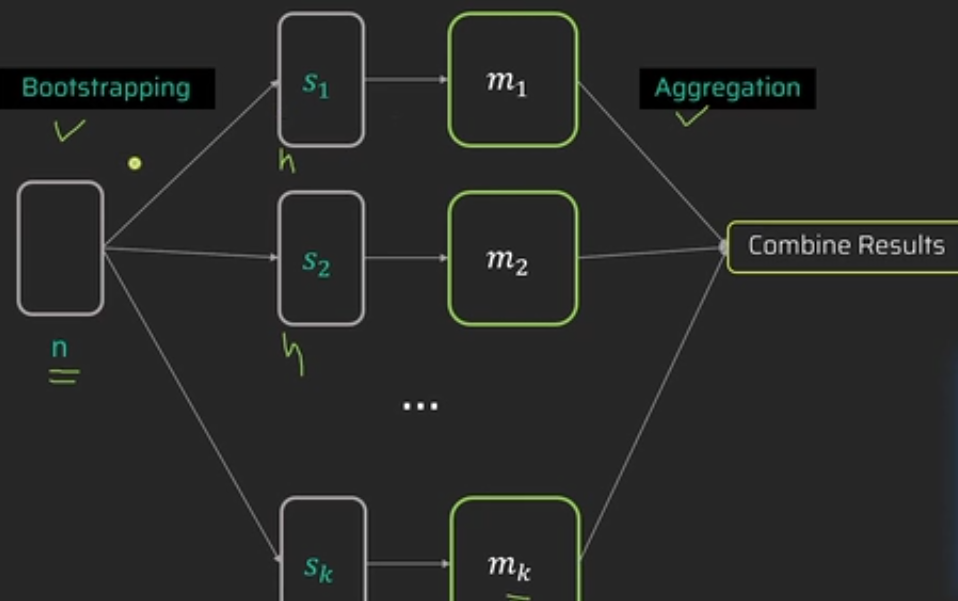 Bootstrapping
s₁
m₁
Aggregation
n
s₂
m₂
Combine Results
n
n
...
sₖ
mₖ